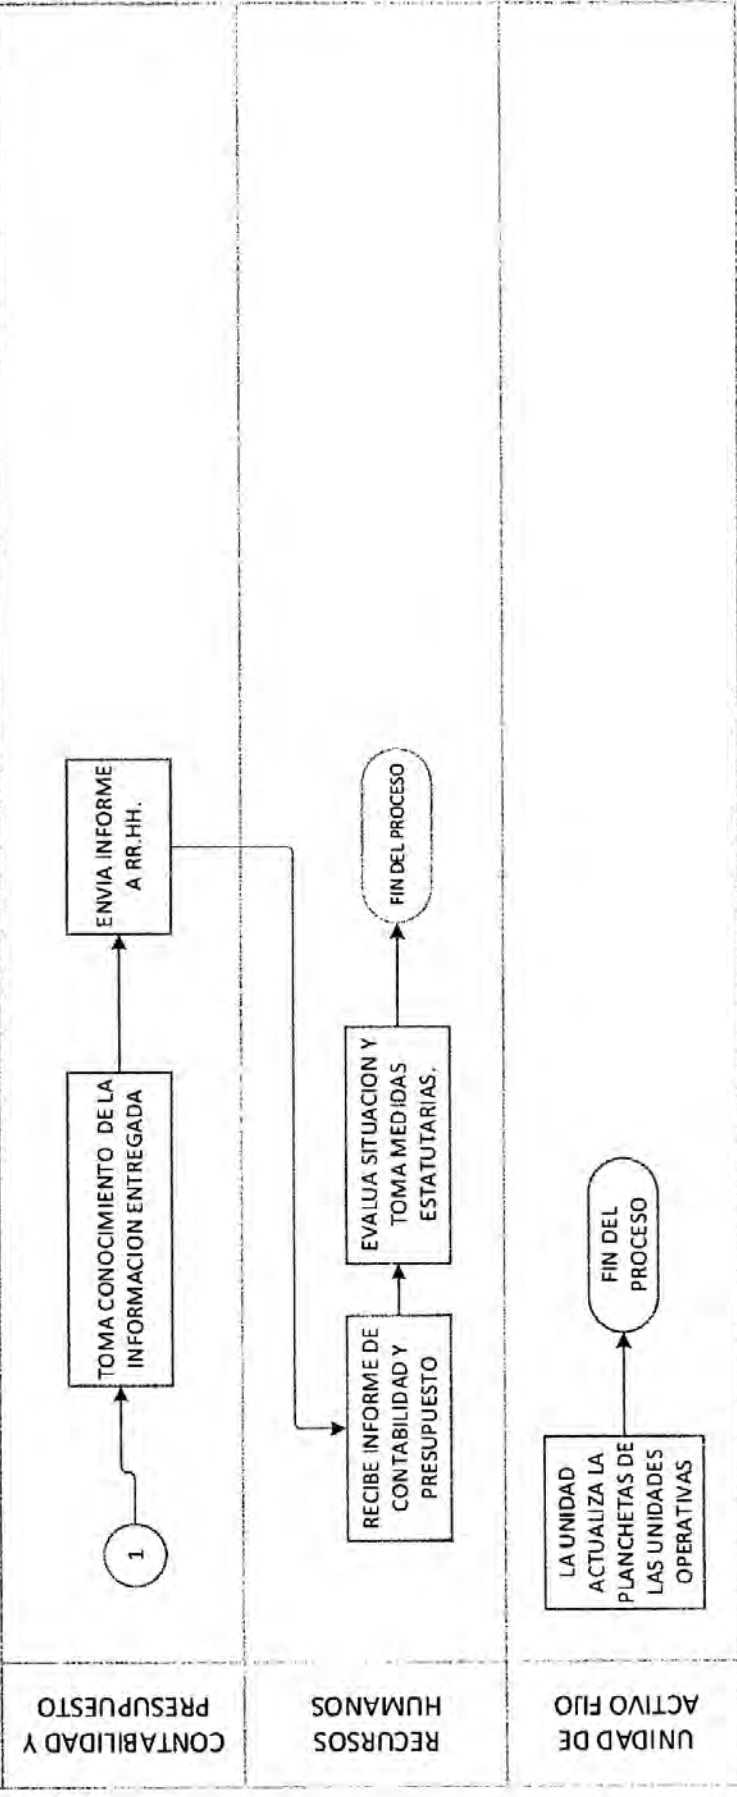 CONTABILIDAD Y
PRESUPUESTO
1
TOMA CONOCIMIENTO DE LA
INFORMACION ENTREGADA
ENVIA INFORME
A RR.HH.
RECURSOS
HUMANOS
RECIBE INFORME DE
CONTABILIDAD Y
PRESUPUESTO
EVALUA SITUACION Y
TOMA MEDIDAS
ESTATUTARIAS.
FIN DEL PROCESO
UNIDAD DE
ACTIVO FIJO
LA UNIDAD
ACTUALIZA LA
PLANCHETAS DE
LAS UNIDADES
OPERATIVAS
FIN DEL
PROCESO